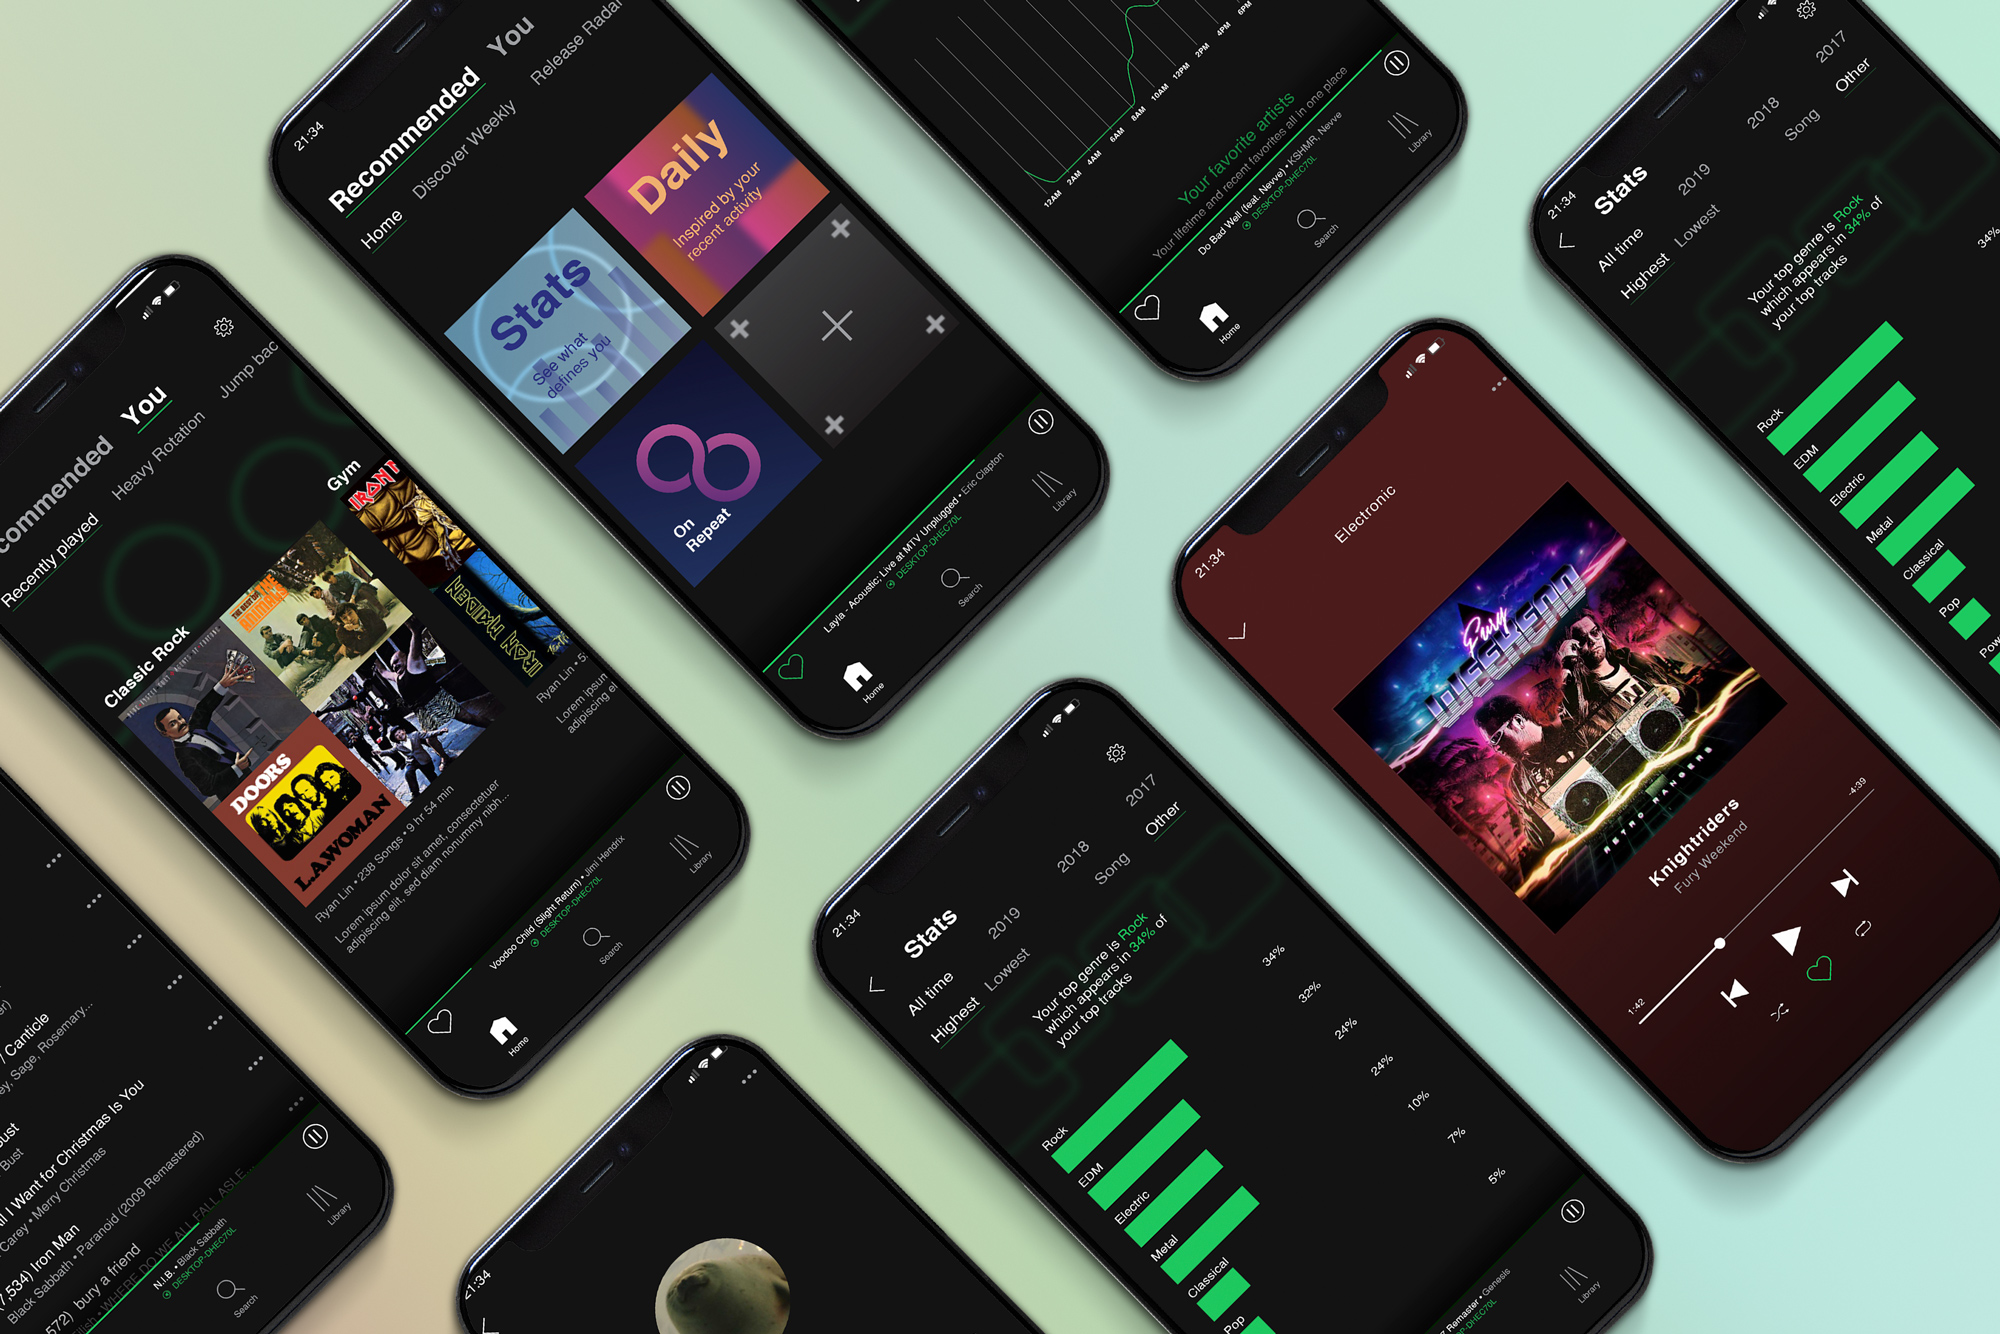 21:34
Recommended
You
Home
Discover Weekly
Release Radar
Daily
Inspired by your
recent activity
Stats
See what
defines you
On
Repeat
Layla - Acoustic; Live at MTV Unplugged • Eric Clapton
DESKTOP-DHEC70L
Home
Search
Library
12AM
2AM
4AM
6AM
8AM
10AM
12PM
2PM
4PM
6PM
Your favorite artists
Your lifetime and recent favorites all in one place
Do Bad Well (feat. Nevve) • KSHMR, Nevve
DESKTOP-DHEC70L
Home
Search
Library
21:34
Stats
All time
2019
2018
2017
Highest
Lowest
Song
Other
Your top genre is Rock
which appears in 34% of
your top tracks
Rock
34%
EDM
Electric
Metal
Classical
Pop
Pow
commended
You
Recently played
Heavy Rotation
Jump bac
Classic Rock
THE ANIMALS
DOORS
L.A.WOMAN
Ryan Lin • 238 Songs • 9 hr 54 min
Lorem ipsum dolor sit amet, consectetuer
adipiscing elit, sed diam nonummy nibh...
Gym
IRON
IRON MAIDEN
Ryan Lin • 5
Lorem ipsum
adipiscing el
Voodoo Child (Slight Return) • Jimi Hendrix
DESKTOP-DHEC70L
Home
Search
Library
21:34
Electronic
Fury
WEEKEND
RETRO MANGERS
Knightriders
Fury Weekend
1:42
-4:39
21:34
Stats
All time
2019
2018
2017
Highest
Lowest
Song
Other
Your top genre is Rock
which appears in 34% of
your top tracks
Rock
34%
EDM
32%
Electric
24%
Metal
24%
Classical
10%
Pop
7%
5%
Remaster • Genesis
Library
/ Canticle
ey, Sage, Rosemary...
Bust
Bust
ll I Want for Christmas Is You
Carey • Merry Christmas
(7,534) Iron Man
Black Sabbath • Paranoid (2009 Remastered)
572) bury a friend
Eilish • WHERE DO WE ALL FALL ASLE...
N.I.B. • Black Sabbath
DESKTOP-DHEC70L
Search
Library
21:34